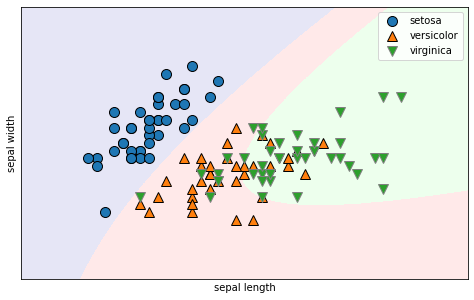 setosa
versicolor
virginica
sepal width
sepal length